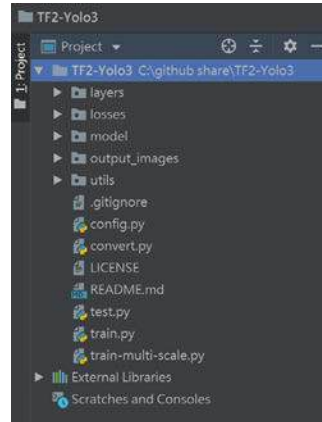 TF2-Yolo3
1: Project
Project
TF2-Yolo3 C:\github share\TF2-Yolo3
layers
losses
model
output_images
utils
.gitignore
config.py
convert.py
LICENSE
README.md
test.py
train.py
train-multi-scale.py
External Libraries
Scratches and Consoles